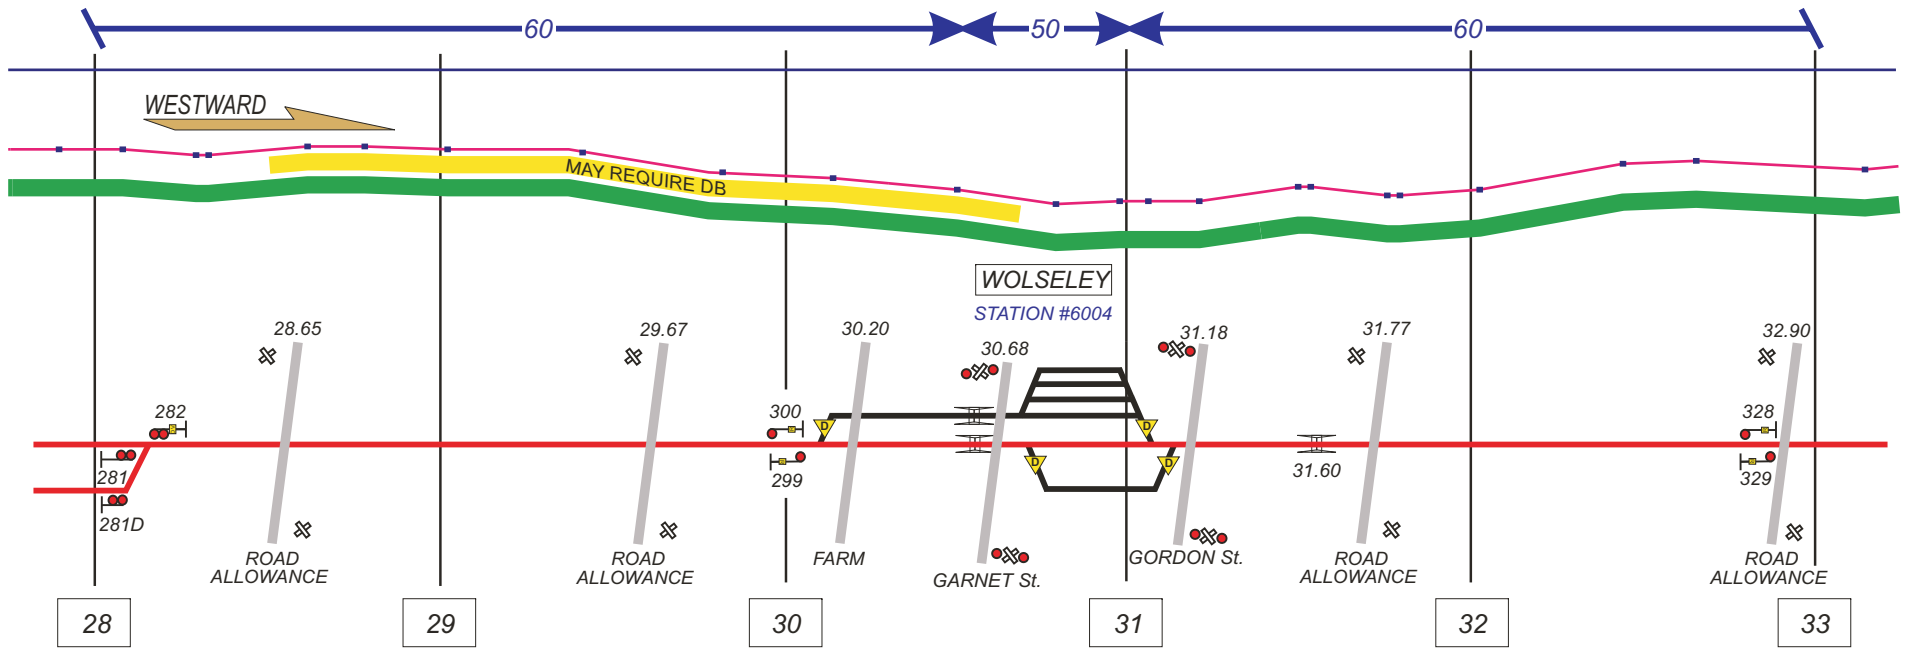 60
50
60
WESTWARD
MAY REQUIRE DB
WOLSELEY
STATION #6004
28.65
29.67
30.20
30.68
31.18
31.77
32.90
282
300
D
D
328
281
299
D
D
31.60
329
281D
ROAD
ALLOWANCE
ROAD
ALLOWANCE
FARM
GARNET St.
GORDON St.
ROAD
ALLOWANCE
ROAD
ALLOWANCE
28
29
30
31
32
33